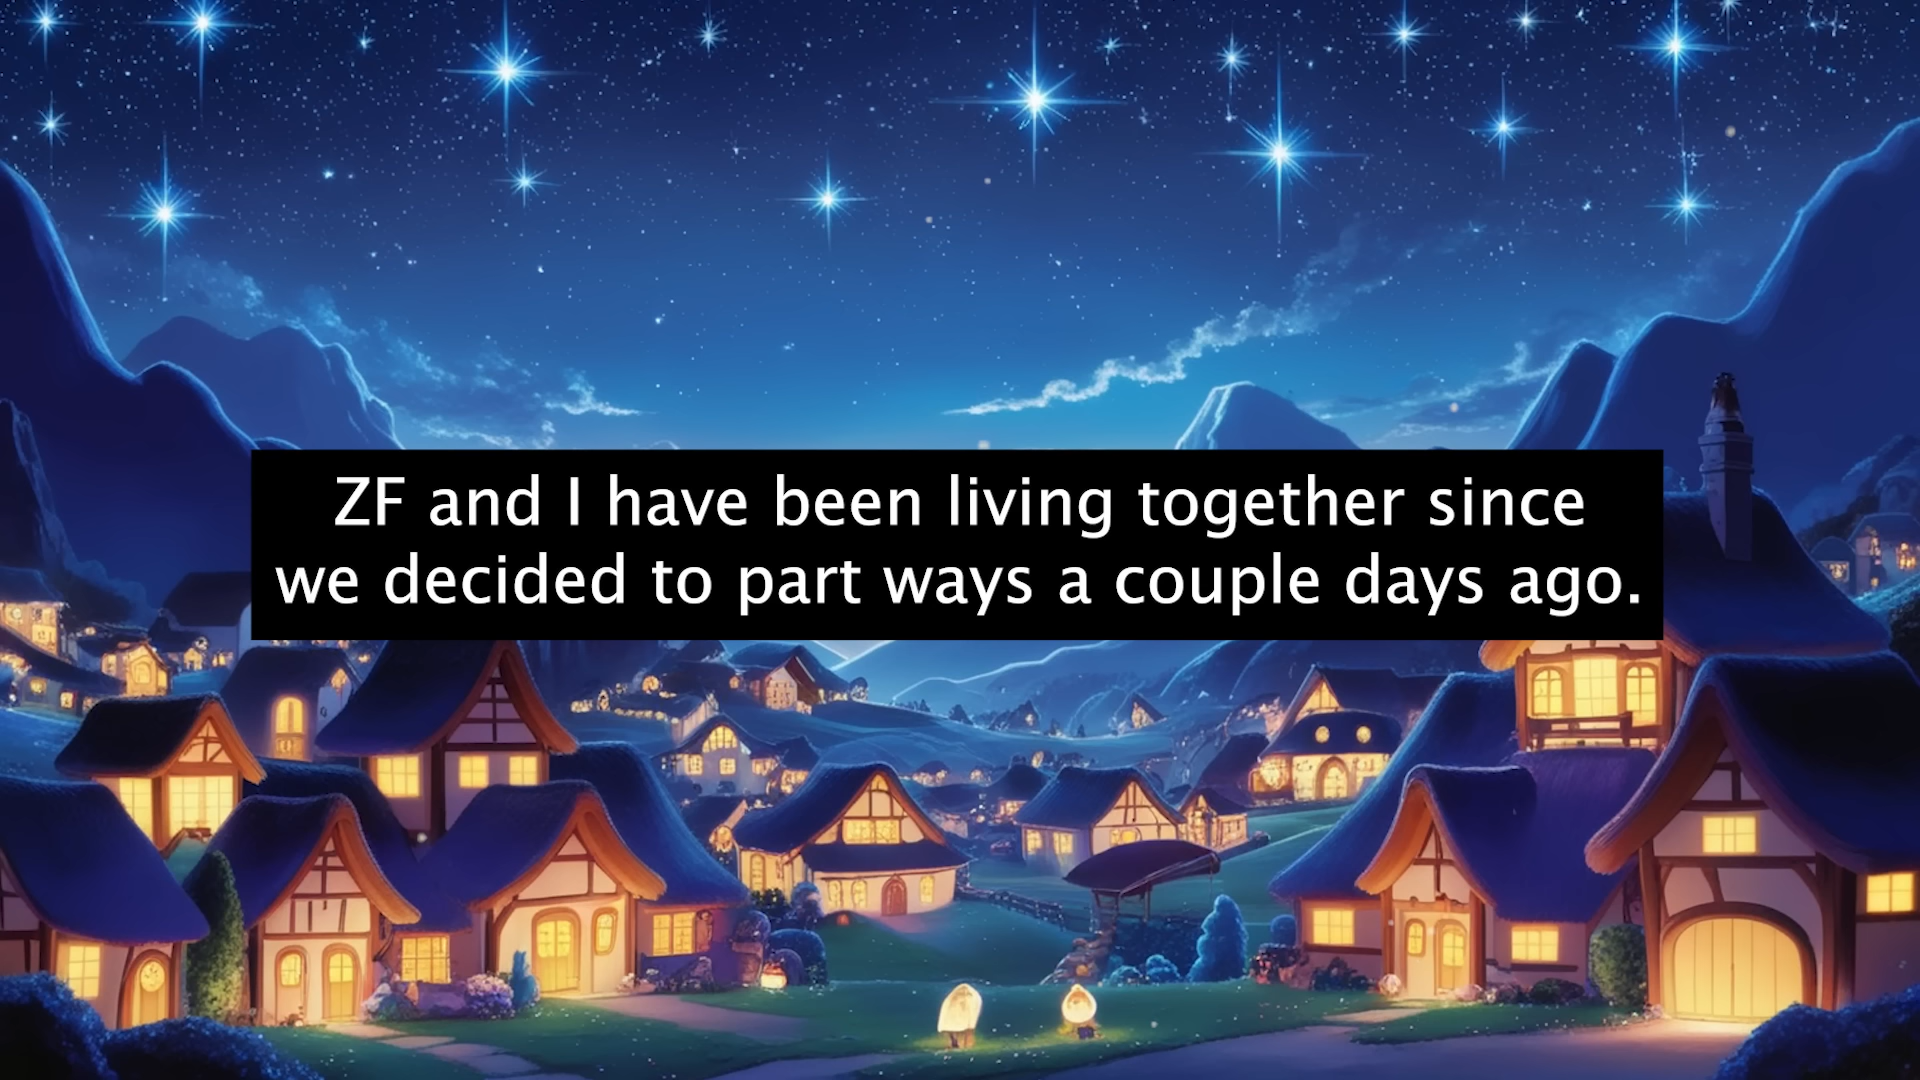 ZF and I have been living together since
we decided to part ways a couple days ago.